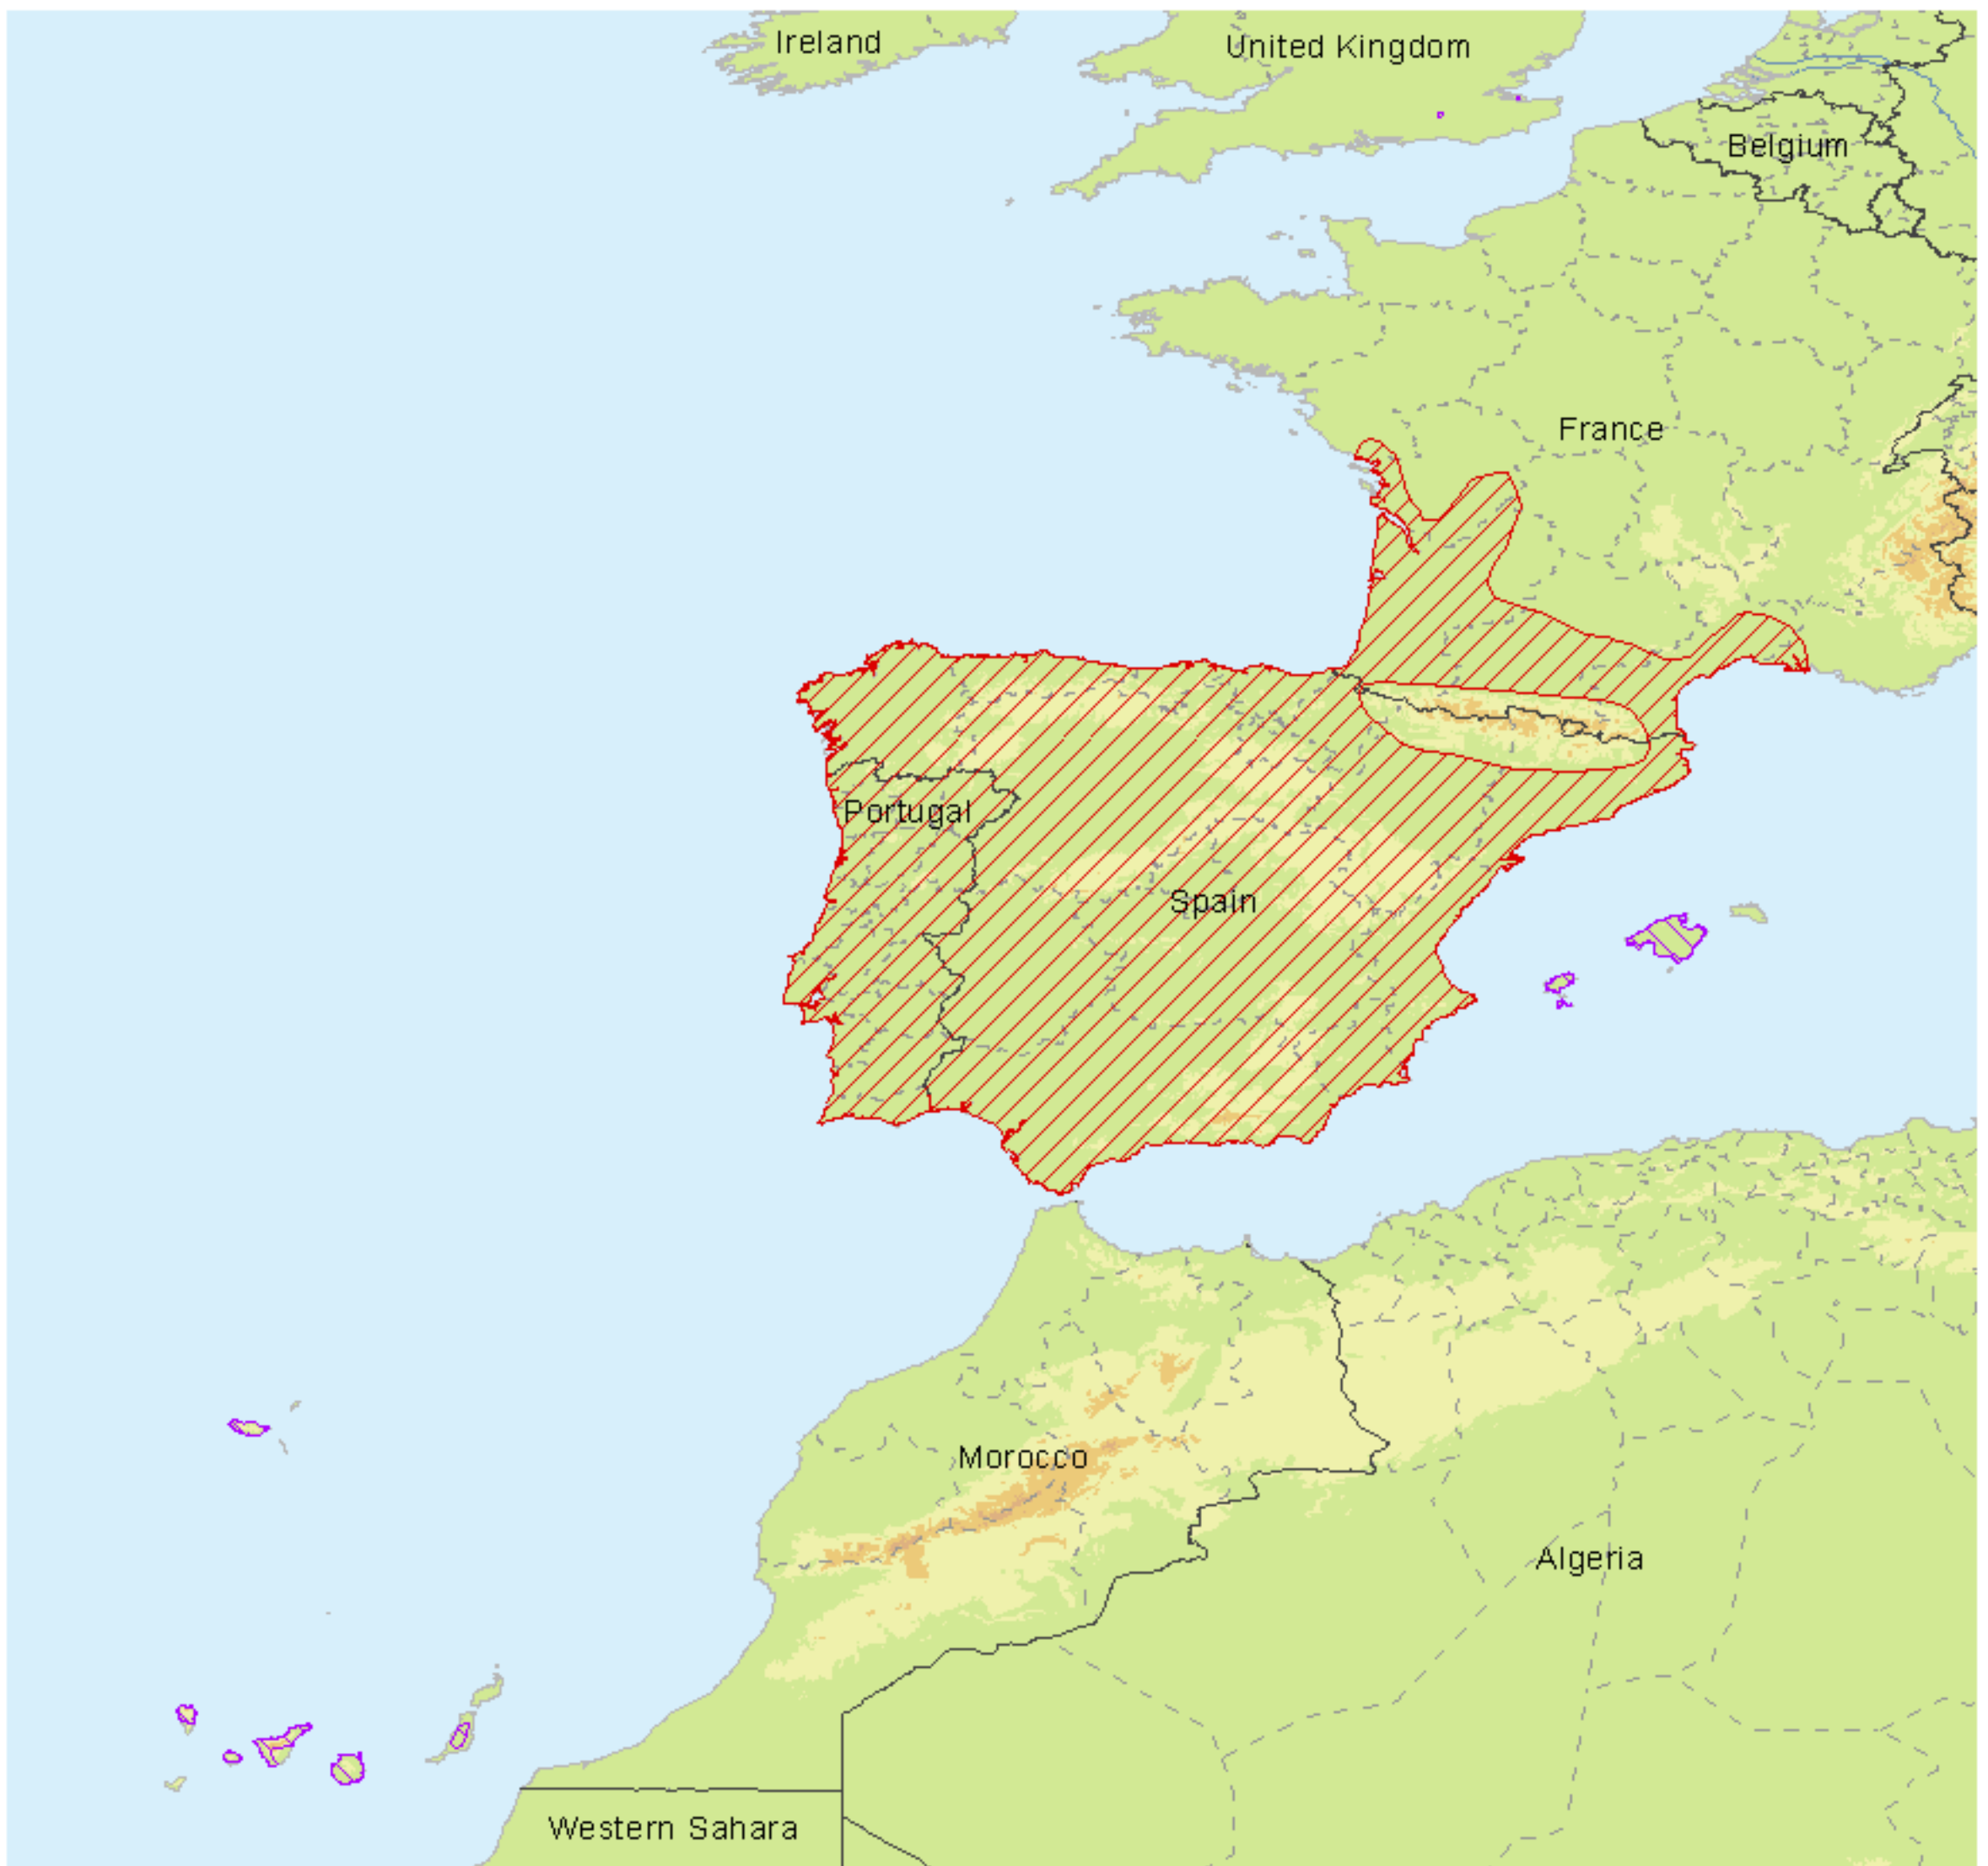 Ireland
United Kingdom
Belgium
France
Portugal
Spain
Morocco
Algeria
Western Sahara